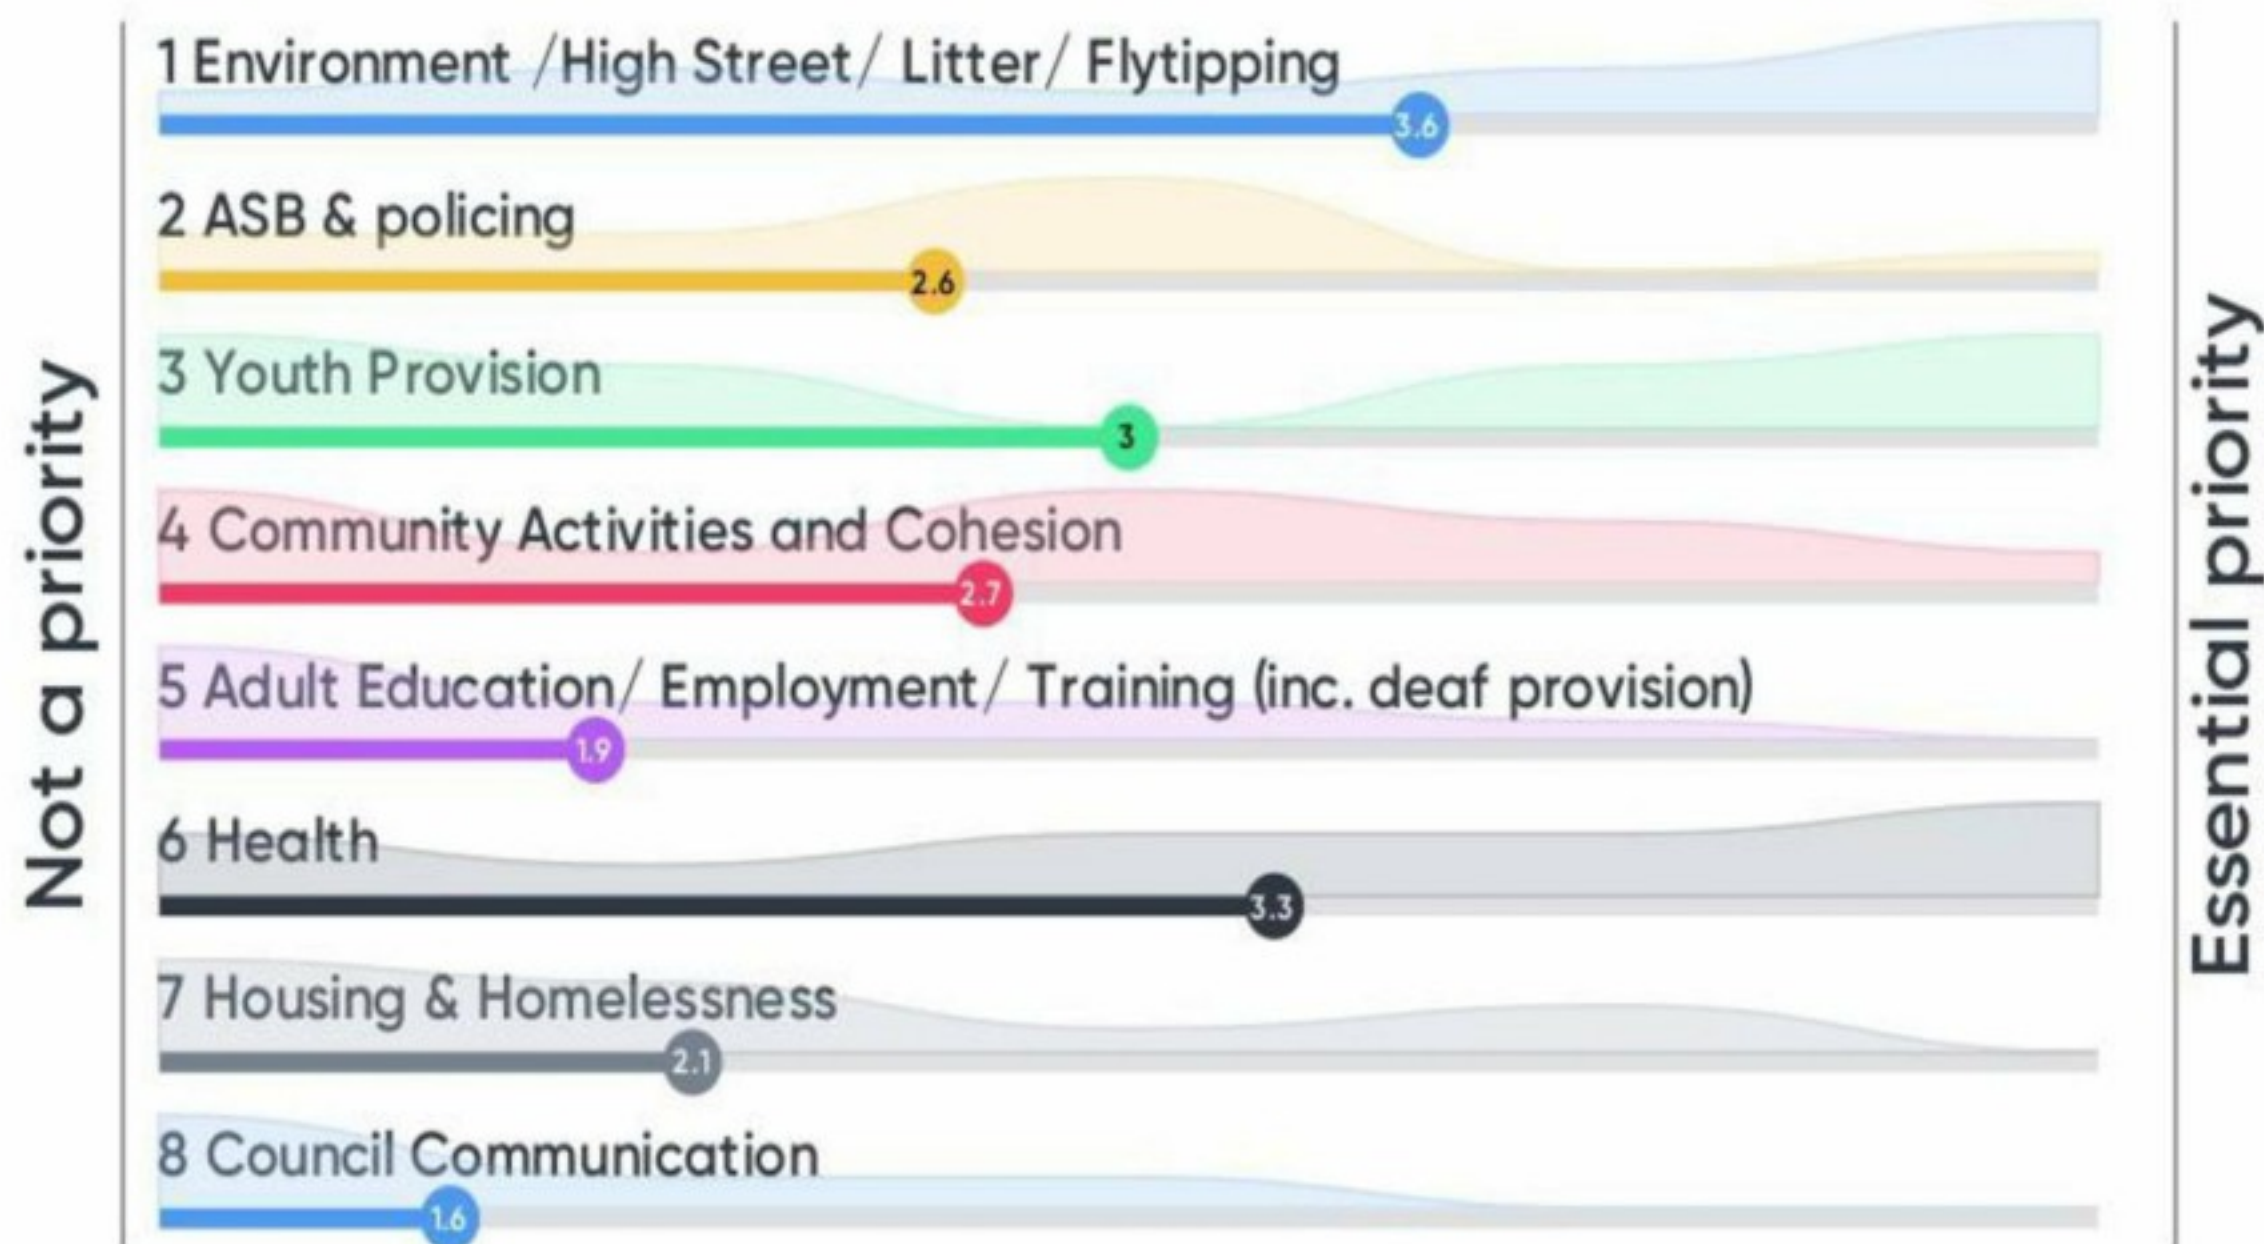 1 Environment /High Street/ Litter/ Flytipping
3.6
2 ASB & policing
2.6
3 Youth Provision
3
4 Community Activities and Cohesion
2.7
5 Adult Education/ Employment/ Training (inc. deaf provision)
1.9
6 Health
3.3
7 Housing & Homelessness
2.1
8 Council Communication
1.6
Not a priority
Essential priority